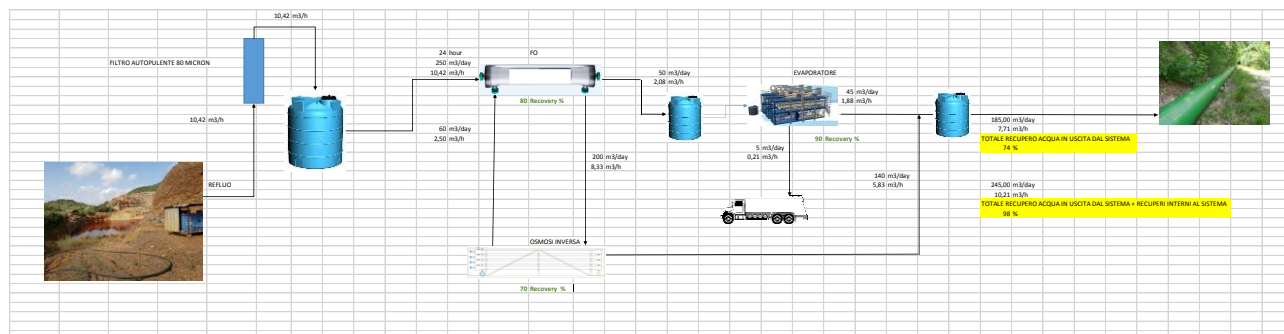 10,42 m3/h
FILTRO AUTOPULENTE 80 MICRON
10,42 m3/h
REFLUO
24 hour
250 m3/day
10,42 m3/h
60 m3/day
2,50 m3/h
FO
80 Recovery %
200 m3/day
8,33 m3/h
OSMOSI INVERSA
70 Recovery %
50 m3/day
2,08 m3/h
EVAPORATORE
45 m3/day
1,88 m3/h
90 Recovery %
5 m3/day
0,21 m3/h
140 m3/day
5,83 m3/h
185,00 m3/day
7,71 m3/h
TOTALE RECUPERO ACQUA IN USCITA DAL SISTEMA
74 %
245,00 m3/day
10,21 m3/h
TOTALE RECUPERO ACQUA IN USCITA DAL SISTEMA + RECUPERI INTERNI AL SISTEMA
98 %